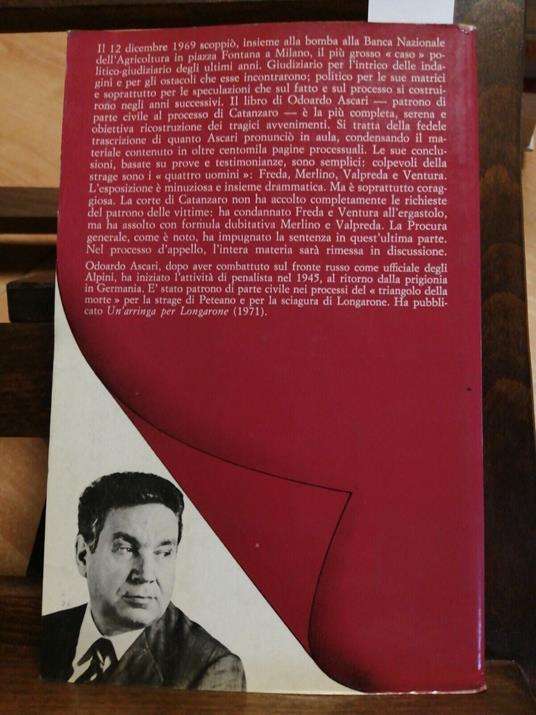 Il 12 dicembre 1969 scoppiò, insieme alla bomba alla Banca Nazionale
dell'Agricoltura in piazza Fontana a Milano, il più grosso « caso » po-
litico-giudiziario degli ultimi anni. Giudiziario per l'intrico delle inda-
gini e per gli ostacoli che esse incontrarono; politico per le sue matrici
e soprattutto per le speculazioni che sul fatto e sul processo si costrui-
rono negli anni successivi. Il libro di Odoardo Ascari — patrono di
parte civile al processo di Catanzaro — è la più completa, serena e
obiettiva ricostruzione dei tragici avvenimenti. Si tratta della fedele
trascrizione di quanto Ascari pronunciò in aula, condensando il ma-
teriale contenuto in oltre centomila pagine processuali. Le sue conclu-
sioni, basate su prove e testimonianze, sono semplici: colpevoli della
strage sono i « quattro uomini »: Freda, Merlino, Valpreda e Ventura.
L'esposizione è minuziosa e insieme drammatica. Ma è soprattutto corag-
giosa. La corte di Catanzaro non ha accolto completamente le richieste
del patrono delle vittime: ha condannato Freda e Ventura all'ergastolo,
ma ha assolto con formula dubitativa Merlino e Valpreda. La Procura
generale, come è noto, ha impugnato la sentenza in quest'ultima parte.
Nel processo d'appello, l'intera materia sarà rimessa in discussione.
Odoardo Ascari, dopo aver combattuto sul fronte russo come ufficiale degli
Alpini, ha iniziato l'attività di penalista nel 1945, al ritorno dalla prigionia
in Germania. E' stato patrono di parte civile nei processi del « triangolo della
morte » per la strage di Peteano e per la sciagura di Longarone. Ha pubbli-
cato Un'arringa per Longarone (1971).